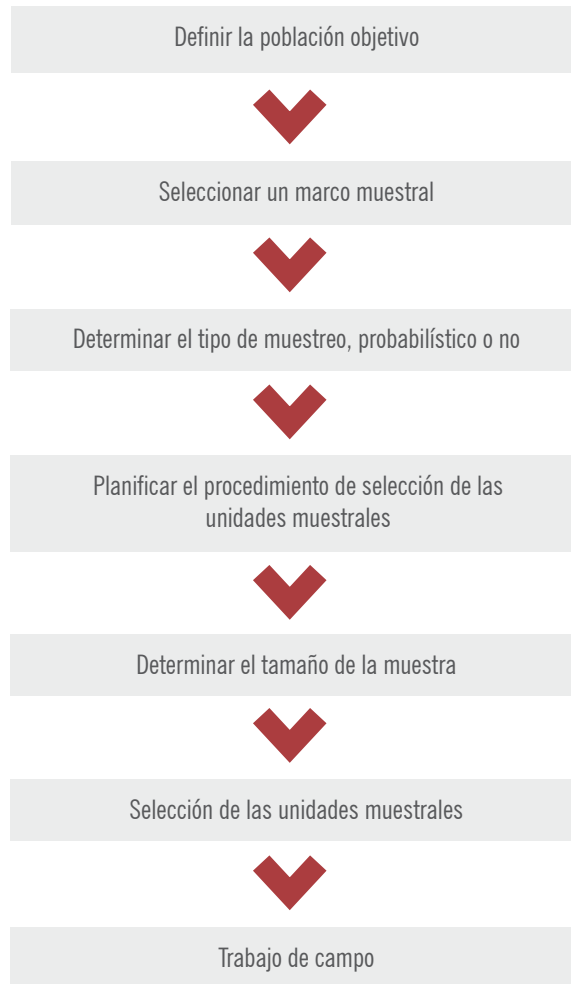 Definir la población objetivo
Seleccionar un marco muestral
Determinar el tipo de muestreo, probabilístico o no
Planificar el procedimiento de selección de las
unidades muestrales
Determinar el tamaño de la muestra
Selección de las unidades muestrales
Trabajo de campo